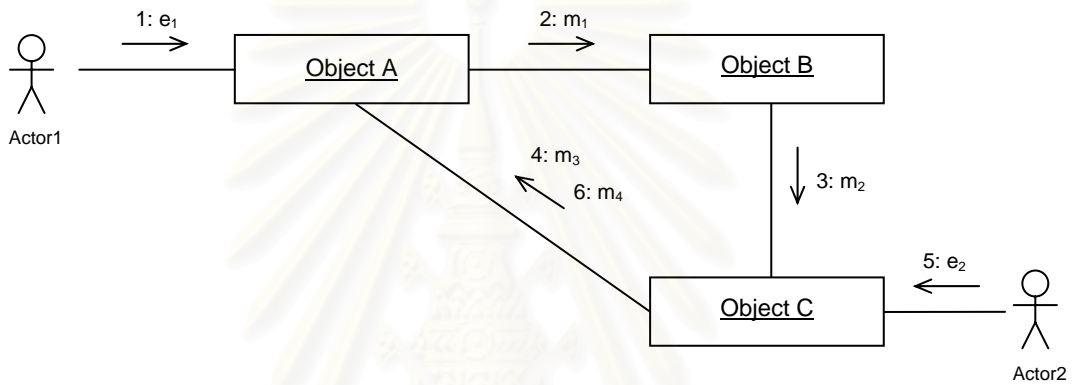 1: e₁
2: m₁
Object A
Object B
Actor1
4: m₃
6: m₄
3: m₂
5: e₂
Object C
Actor2